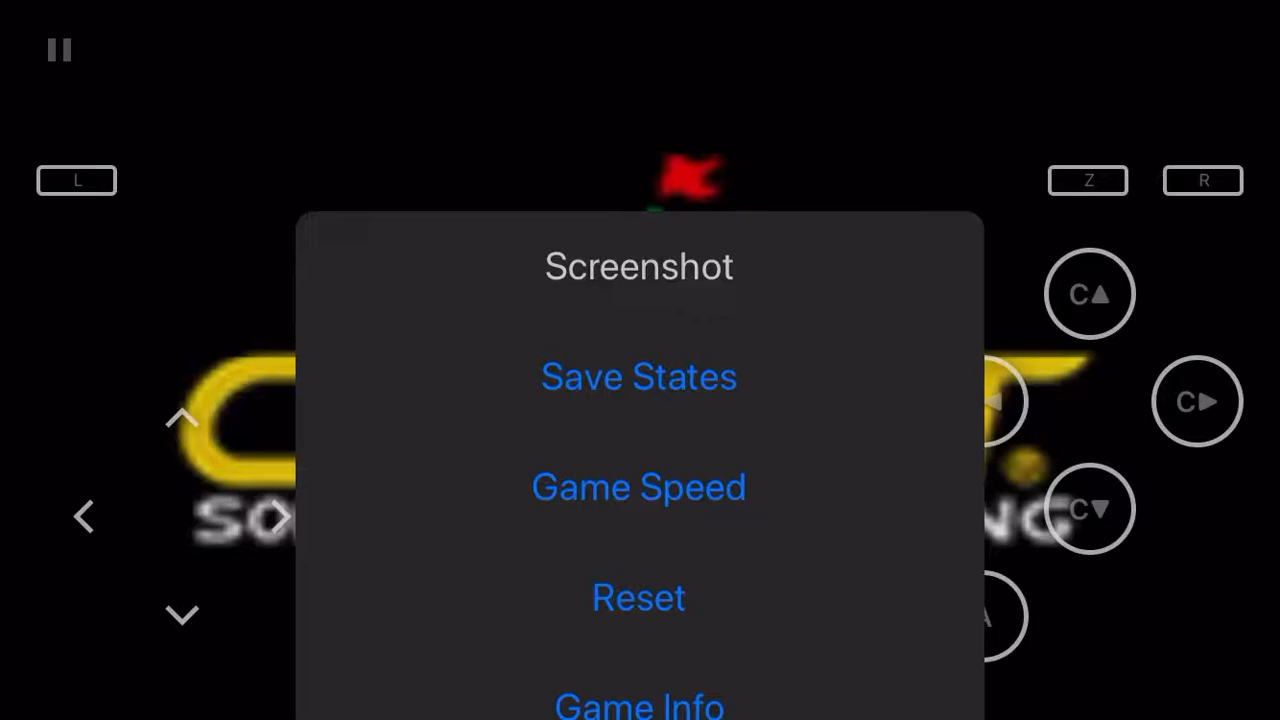 L
Z
R
Screenshot
C▲
Save States
C▶
Game Speed
C▼
Reset
A
Game Info